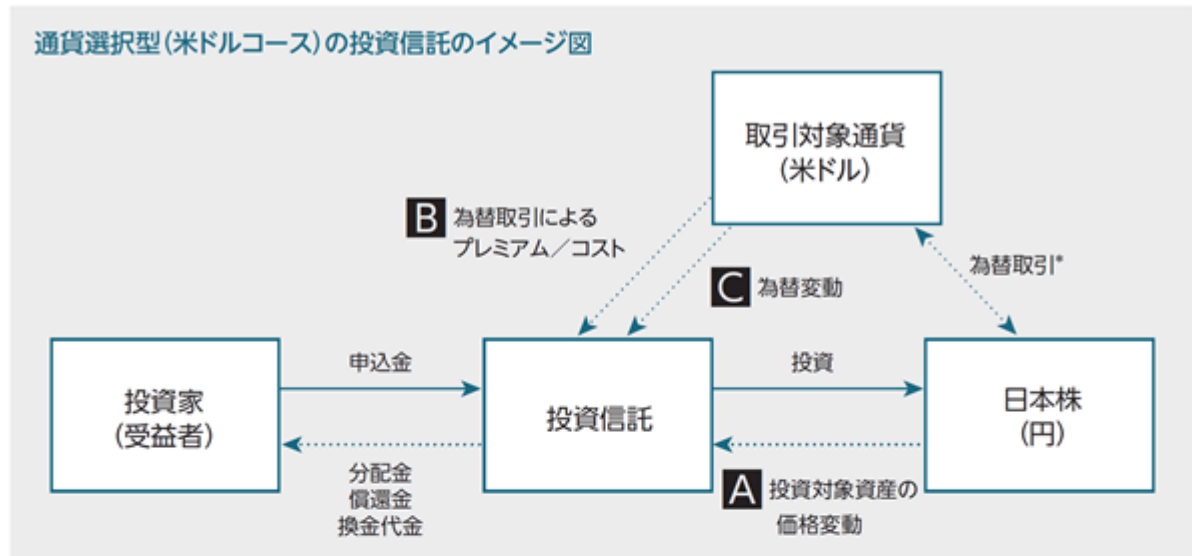 通貨選択型(米ドルコース)の投資信託のイメージ図
取引対象通貨
(米ドル)
B 為替取引による
プレミアム/コスト
C 為替変動
為替取引*
申込金
投資
投資家
(受益者)
投資信託
日本株
(円)
分配金
償還金
換金代金
A 投資対象資産の
価格変動